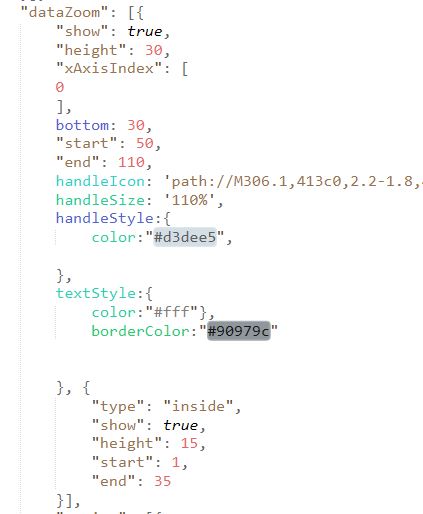 "dataZoom": [{
"show": true,
"height": 30,
"xAxisIndex": [
0
],
bottom: 30,
"start": 50,
"end": 110,
handleIcon: 'path://M306.1,413c0,2.2-1.8,
handleSize: '110%',
handleStyle:{
color:"#d3dee5",
},
textStyle:{
color:"#fff"},
borderColor:"#90979c"
}, {
"type": "inside",
"show": true,
"height": 15,
"start": 1,
"end": 35
}],